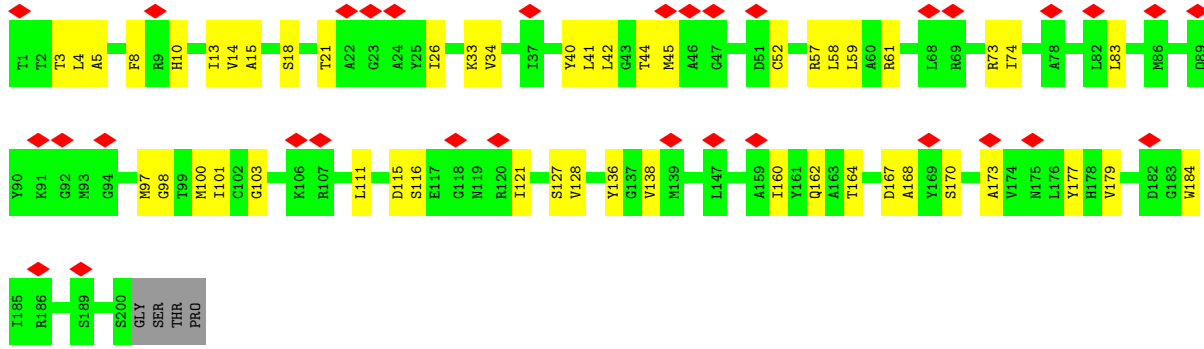 T1 T2 T3 L4 A5 F8 R9 H10 I13 V14 A15 S18 T21 A22 G23 A24 Y25 I26 K33 V34 I37 Y40 L41 L42 G43 T44 M45 A46 G47 D51 C52 R57 L58 L59 A60 R61 L68 R69 R73 I74 A78 L82 L83 M86 Q89
Y90 K91 G92 M93 G94 M97 G98 T99 M100 I101 C102 G103 K106 R107 L111 D115 S116 E117 G118 N119 R120 I121 S127 V128 Y136 G137 V138 M139 L147 A159 I160 Y161 Q162 A163 T164 D167 A168 Y169 S170 A173 V174 N175 L176 Y177 H178 V179 D182 G183 W184
I185 R186 S189 S200 GLY SER THR PRO